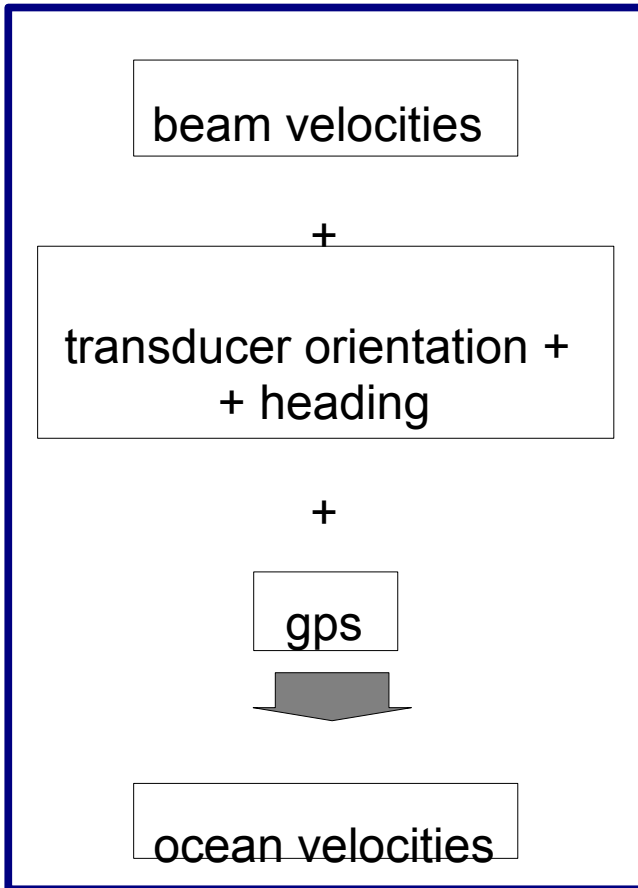 beam velocities
+
transducer orientation +
+ heading
+
gps
ocean velocities